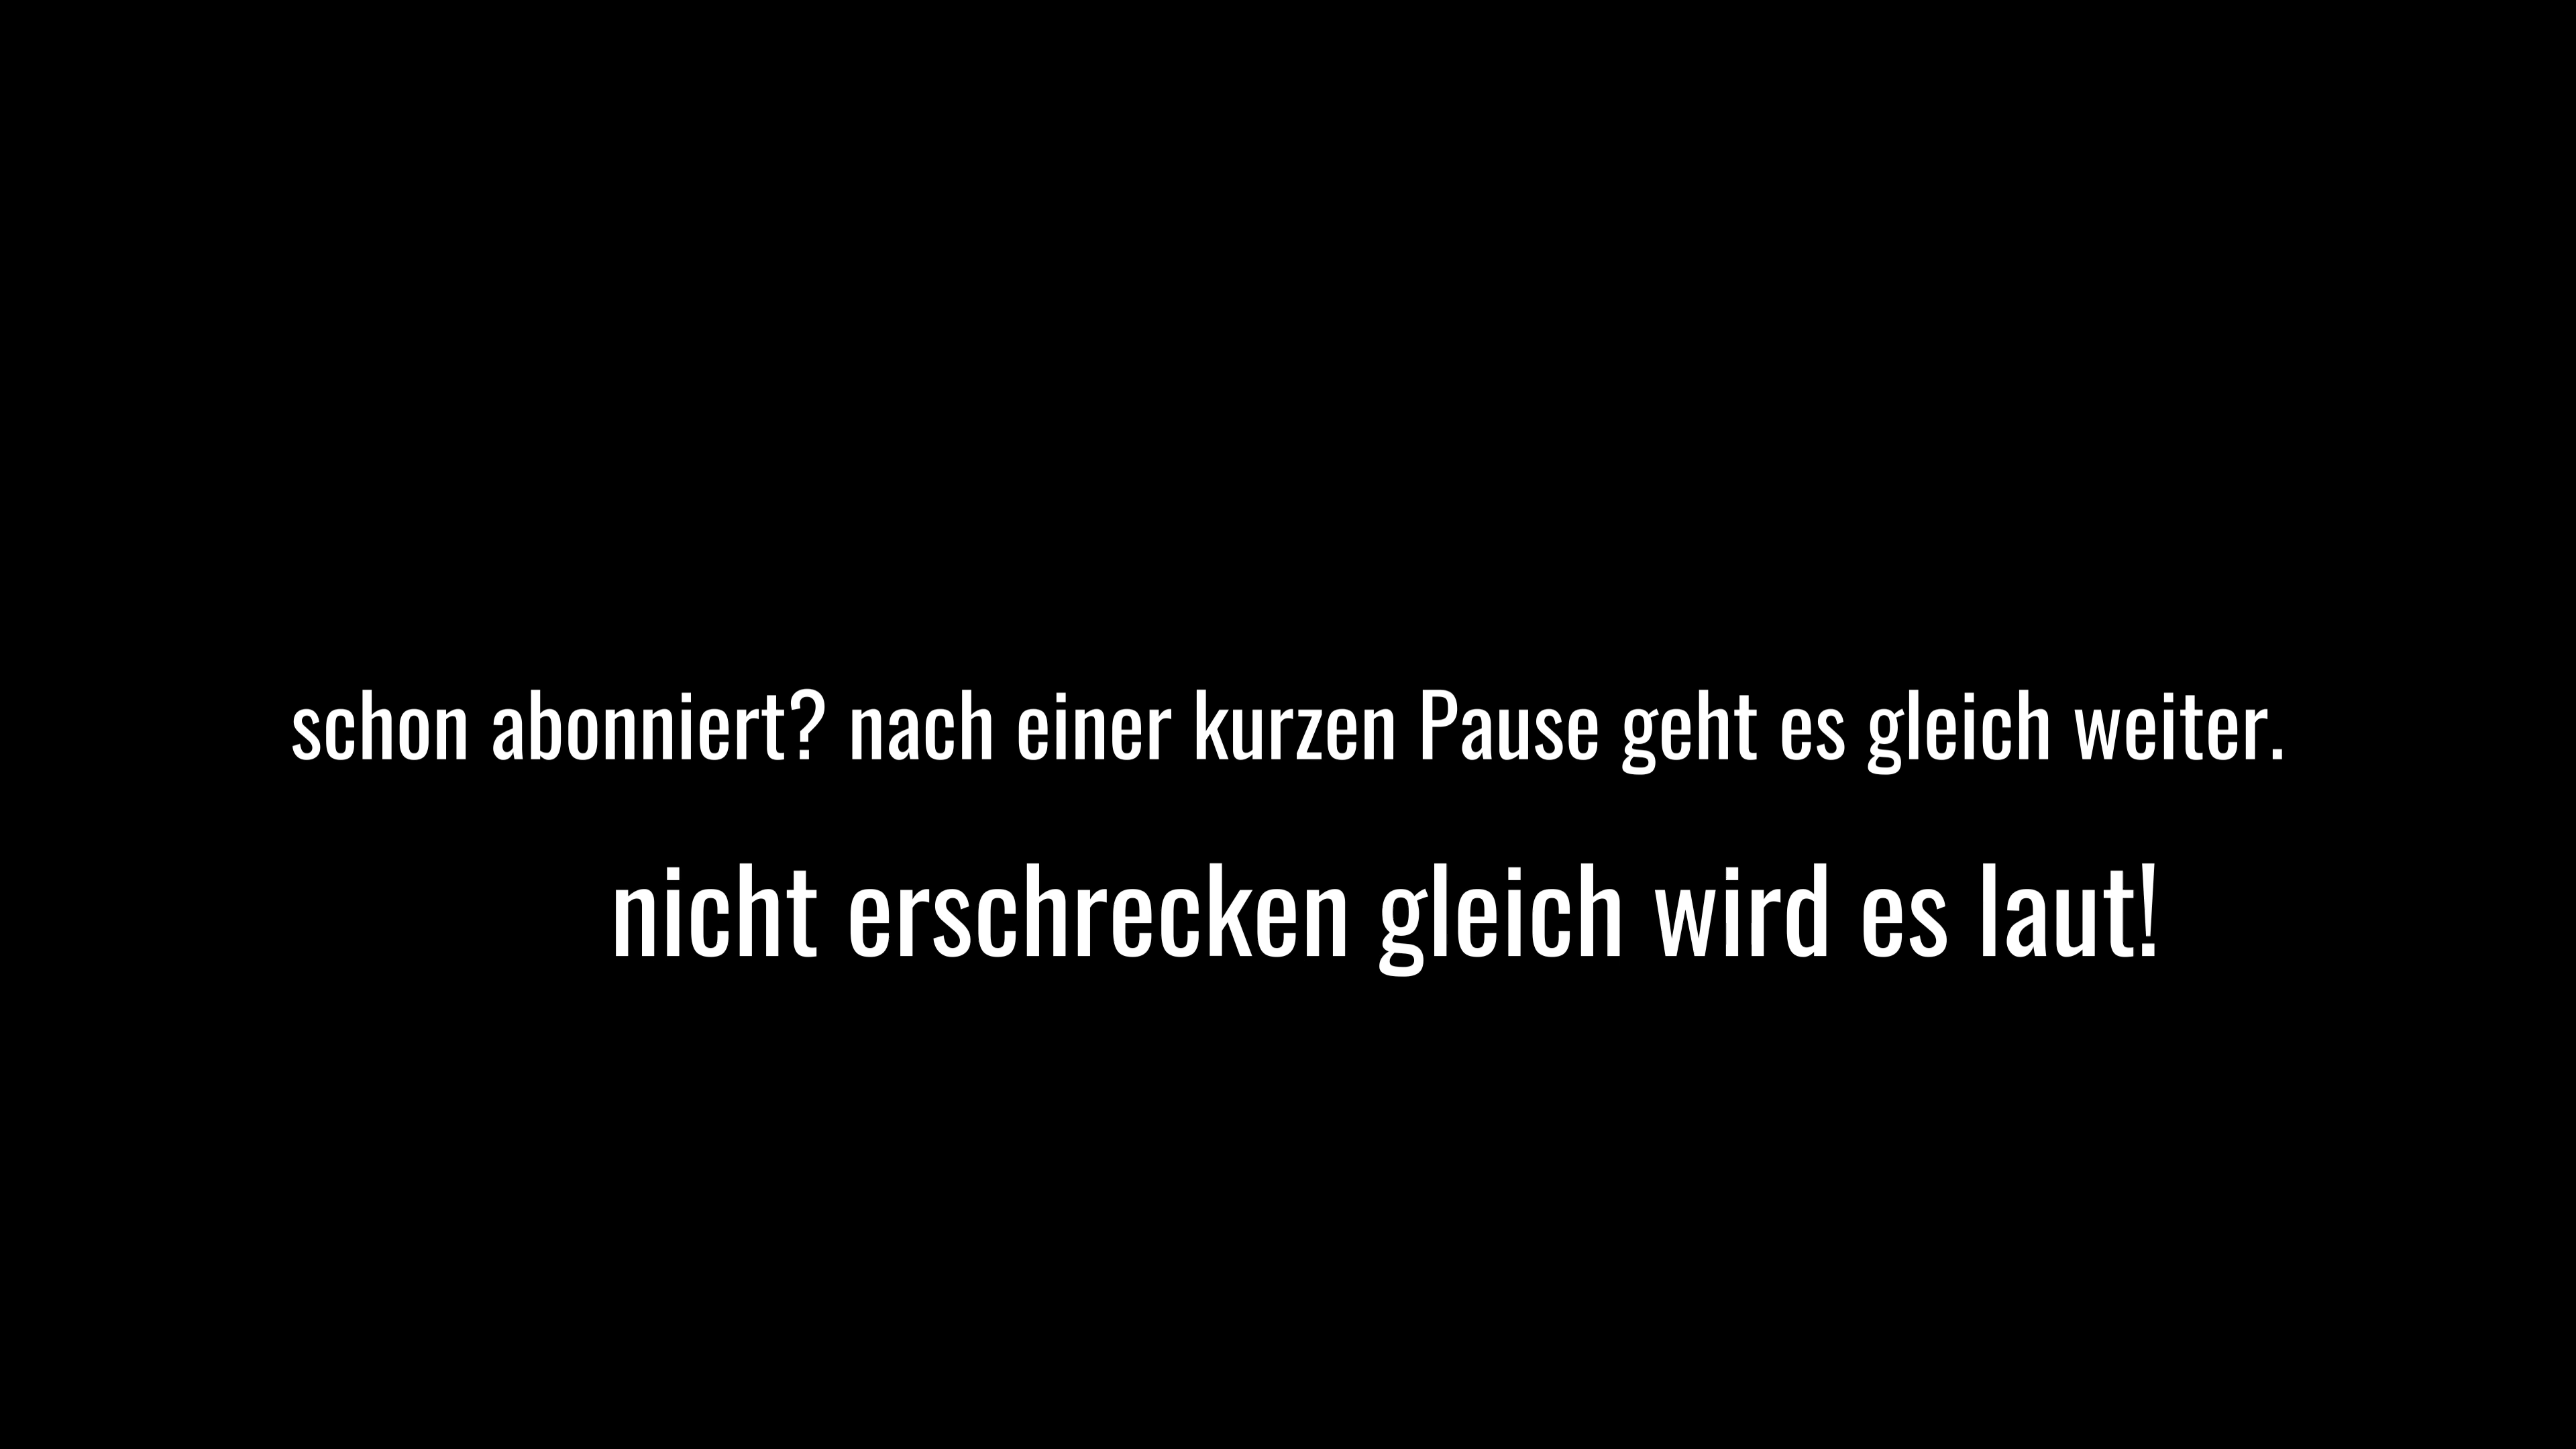 schon abonniert? nach einer kurzen Pause geht es gleich weiter.
nicht erschrecken gleich wird es laut!